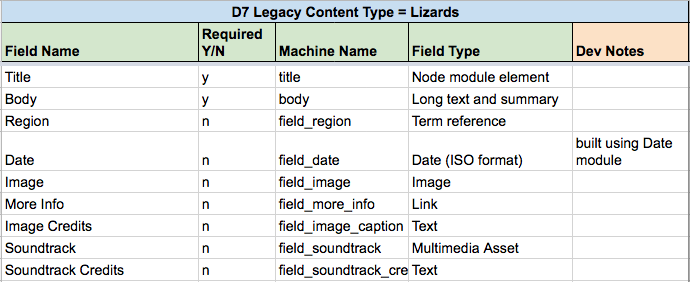 D7 Legacy Content Type = Lizards
Field Name Required Y/N Machine Name Field Type Dev Notes
Title y title Node module element
Body y body Long text and summary
Region n field_region Term reference
Date n field_date Date (ISO format) built using Date module
Image n field_image Image
More Info n field_more_info Link
Image Credits n field_image_caption Text
Soundtrack n field_soundtrack Multimedia Asset
Soundtrack Credits n field_soundtrack_cre Text